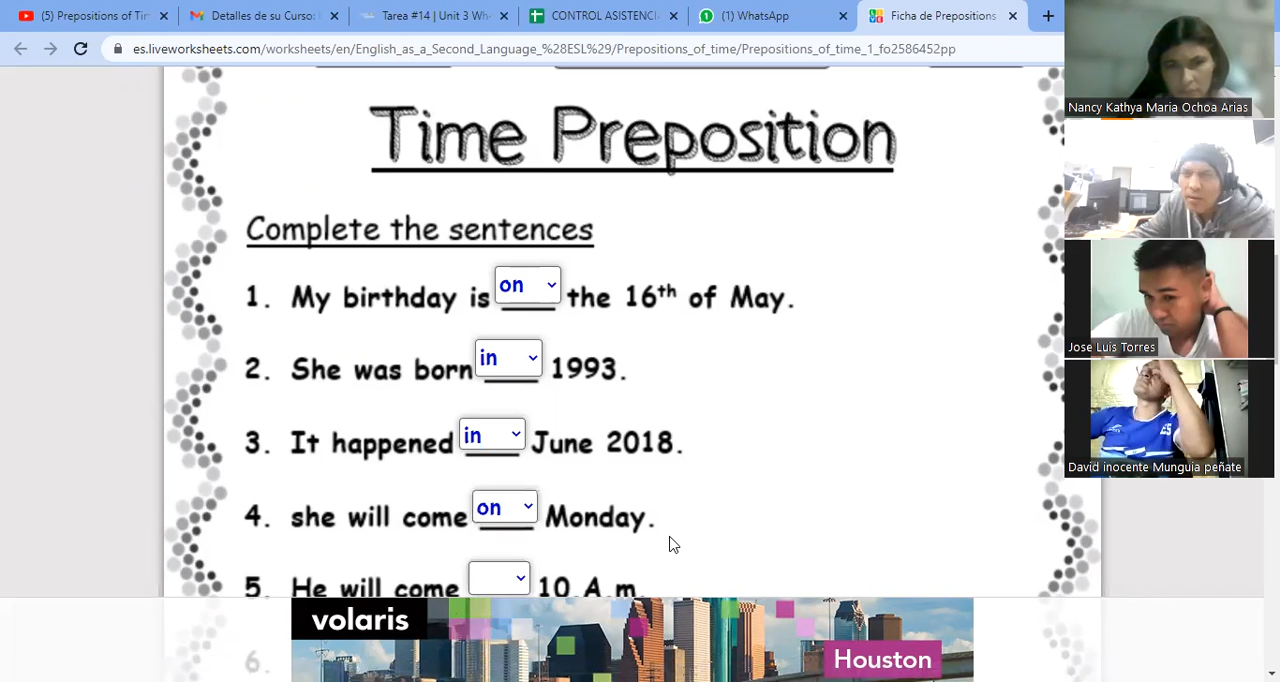 (5) Prepositions of Tim
Detalles de su Curso:
Tarea #14 | Unit 3 Wh
CONTROL ASISTENCI
(1) WhatsApp
Ficha de Prepositions
es.liveworksheets.com/worksheets/en/English_as_a_Second_Language_%28ESL%29/Prepositions_of_time/Prepositions_of_time_1_fo2586452pp
Time Preposition
Complete the sentences
1. My birthday is on the 16th of May.
2. She was born in 1993.
3. It happened in June 2018.
4. she will come on Monday.
5. He will come 10.A.m.
6.
volaris
Houston
Nancy Kathya Maria Ochoa Arias
Jose Luis Torres
David inocente Munguia peñate